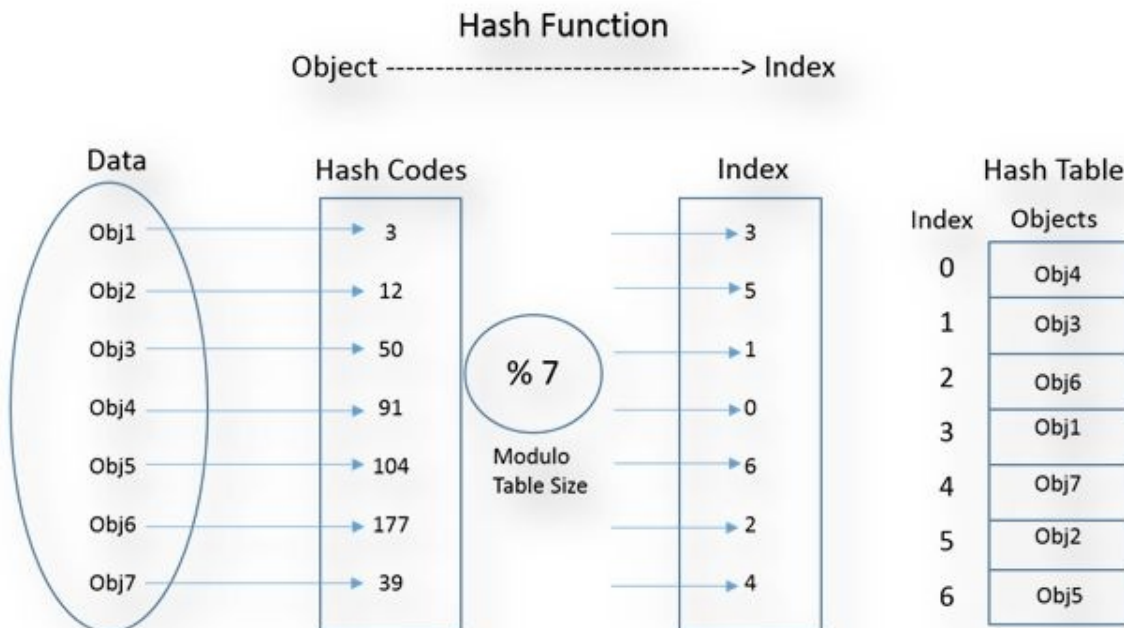 Hash Function
Object ----------------------------------> Index
Data
Hash Codes
Index
Hash Table
Index Objects
Obj1 3 3
Obj2 12 5
Obj3 50 1
Obj4 91 0
Obj5 104 6
Obj6 177 2
Obj7 39 4
% 7
Modulo
Table Size
0 Obj4
1 Obj3
2 Obj6
3 Obj1
4 Obj7
5 Obj2
6 Obj5